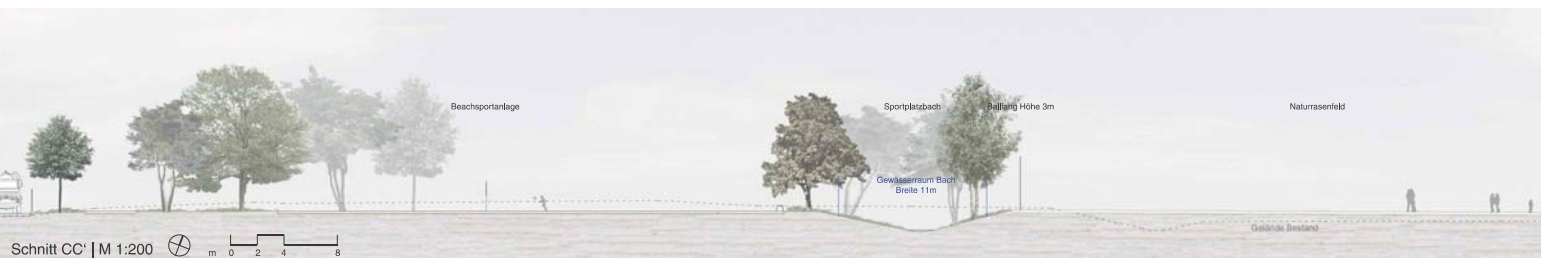 Beachsportanlage
Sportplatzbach
Ballfang Höhe 3m
Naturrasenfeld
Gewässerraum Bach
Breite 11m
Gelände Bestand
Schnitt CC' | M 1:200
m 0 2 4 8